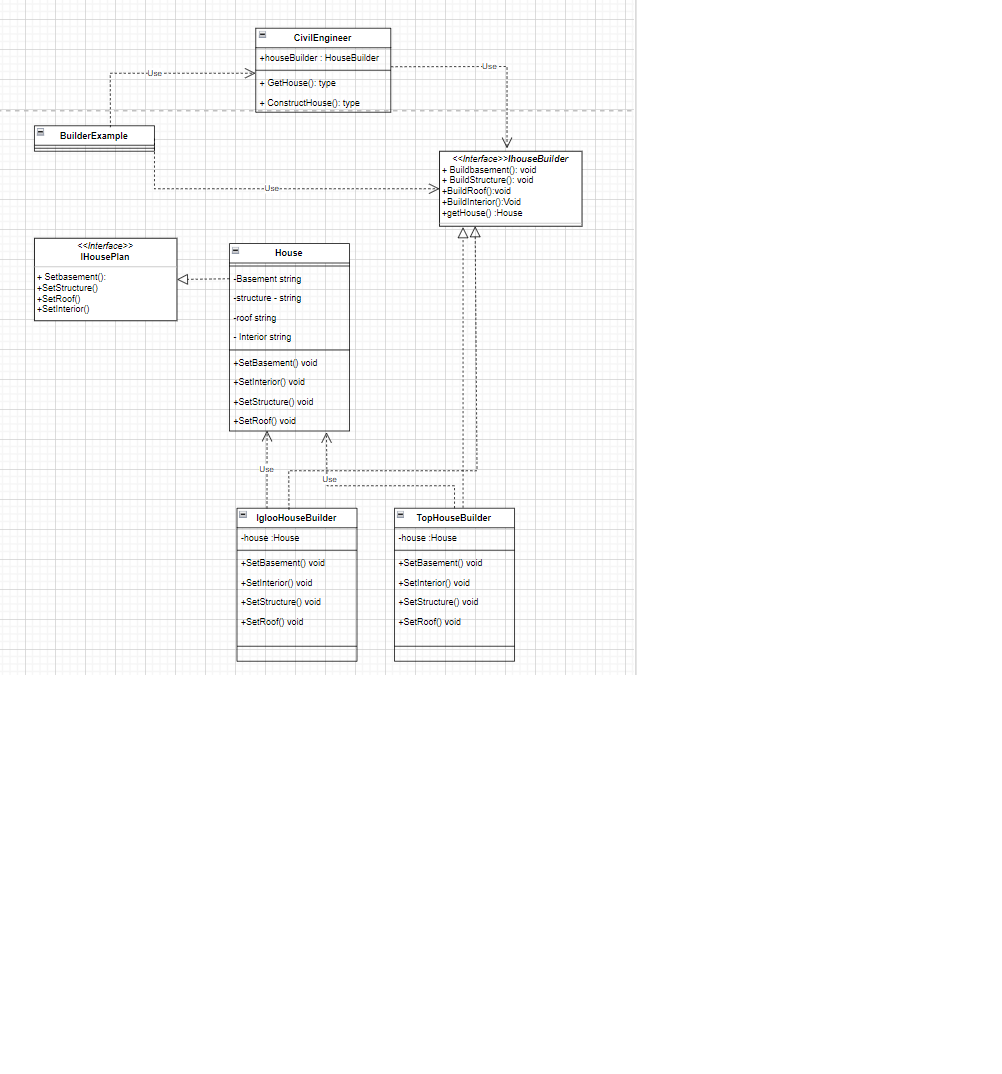 CivilEngineer
+houseBuilder : HouseBuilder
+ GetHouse(): type
+ ConstructHouse(): type
Use
Use
BuilderExample
Use
<<Interface>>IhouseBuilder
+ Buildbasement(): void
+ BuildStructure(): void
+BuildRoof():void
+BuildInterior():Void
+getHouse() :House
<<Interface>>
IHousePlan
+ Setbasement():
+SetStructure()
+SetRoof()
+SetInterior()
House
-Basement string
-structure - string
-roof string
- Interior string
+SetBasement() void
+SetInterior() void
+SetStructure() void
+SetRoof() void
Use
Use
IglooHouseBuilder
-house :House
+SetBasement() void
+SetInterior() void
+SetStructure() void
+SetRoof() void
TopHouseBuilder
-house :House
+SetBasement() void
+SetInterior() void
+SetStructure() void
+SetRoof() void